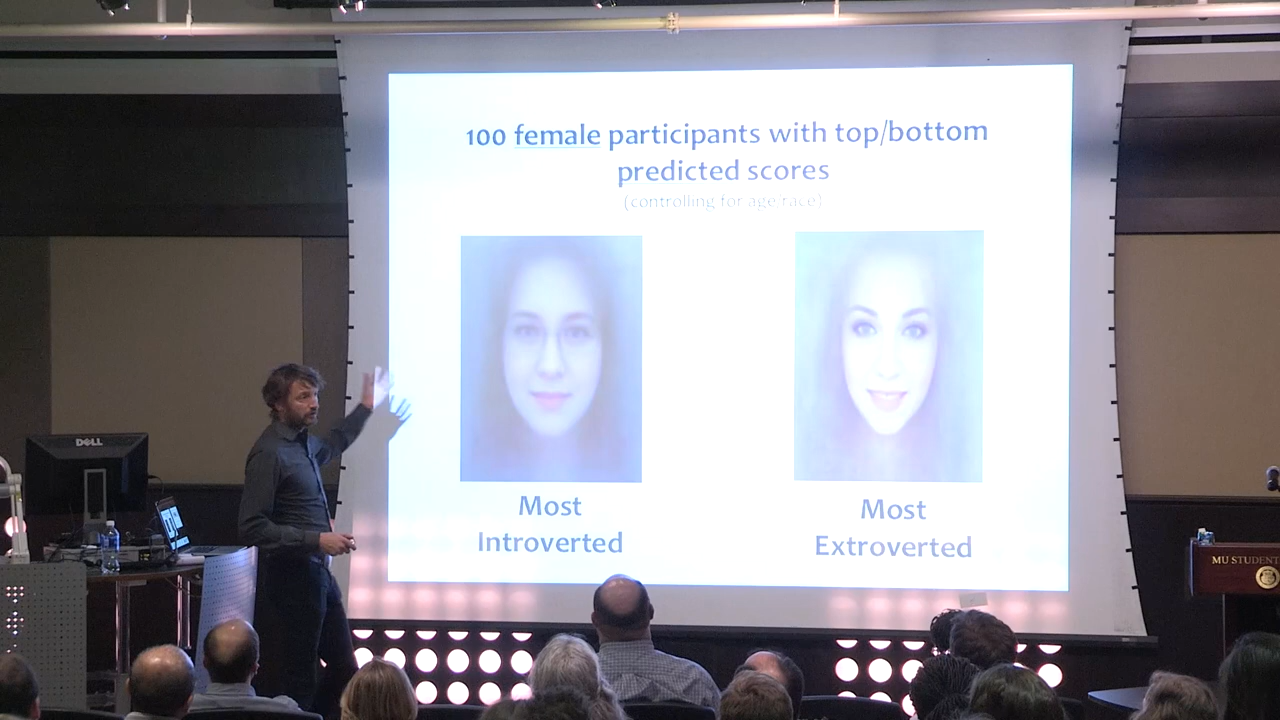 100 female participants with top/bottom
predicted scores
(controlling for age/race)
Most
Introverted
Most
Extroverted
DELL
MU STUDENT